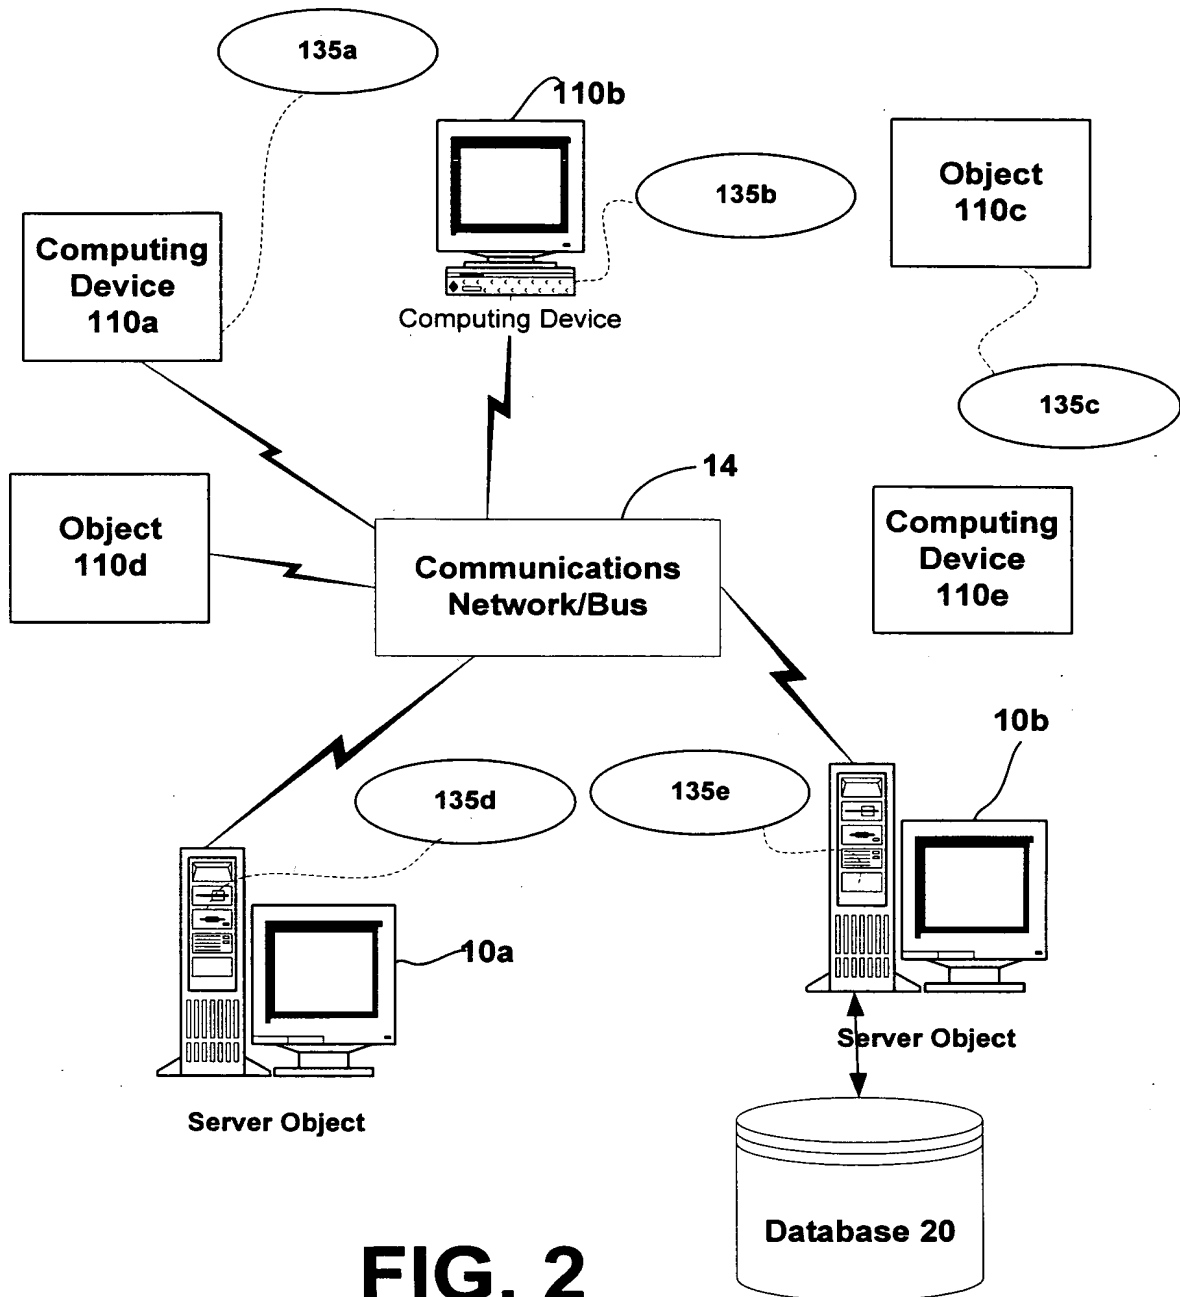 135a
110b
135b
Object
110c
Computing
Device
110a
Computing Device
135c
14
Object
110d
Communications
Network/Bus
Computing
Device
110e
10b
135d
135e
10a
Server Object
Server Object
Database 20
FIG. 2